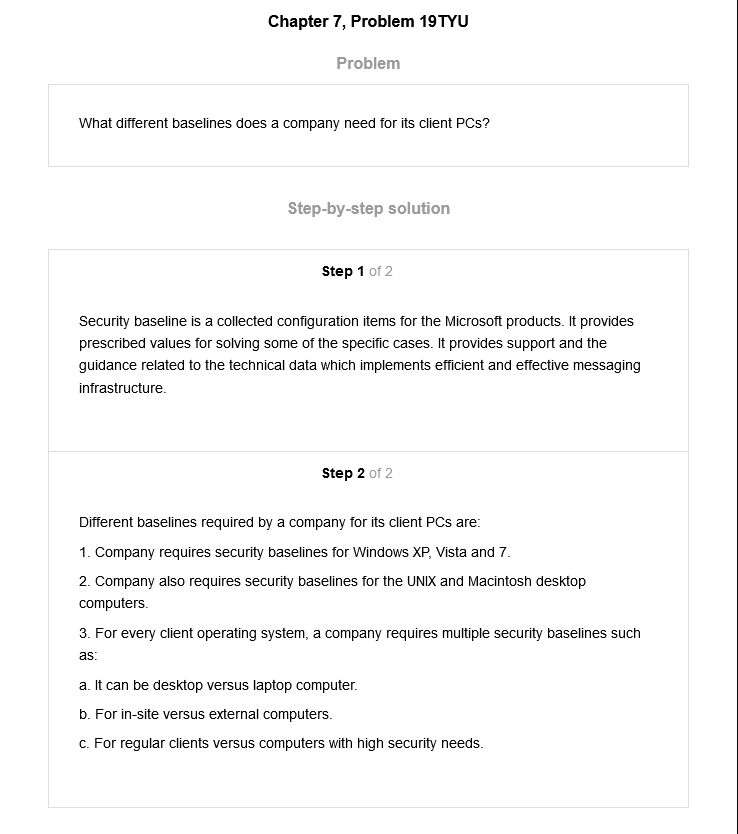 Chapter 7, Problem 19TYU
Problem
What different baselines does a company need for its client PCs?
Step-by-step solution
Step 1 of 2
Security baseline is a collected configuration items for the Microsoft products. It provides
prescribed values for solving some of the specific cases. It provides support and the
guidance related to the technical data which implements efficient and effective messaging
infrastructure.
Step 2 of 2
Different baselines required by a company for its client PCs are:
1. Company requires security baselines for Windows XP, Vista and 7.
2. Company also requires security baselines for the UNIX and Macintosh desktop
computers.
3. For every client operating system, a company requires multiple security baselines such
as:
a. It can be desktop versus laptop computer.
b. For in-site versus external computers.
c. For regular clients versus computers with high security needs.